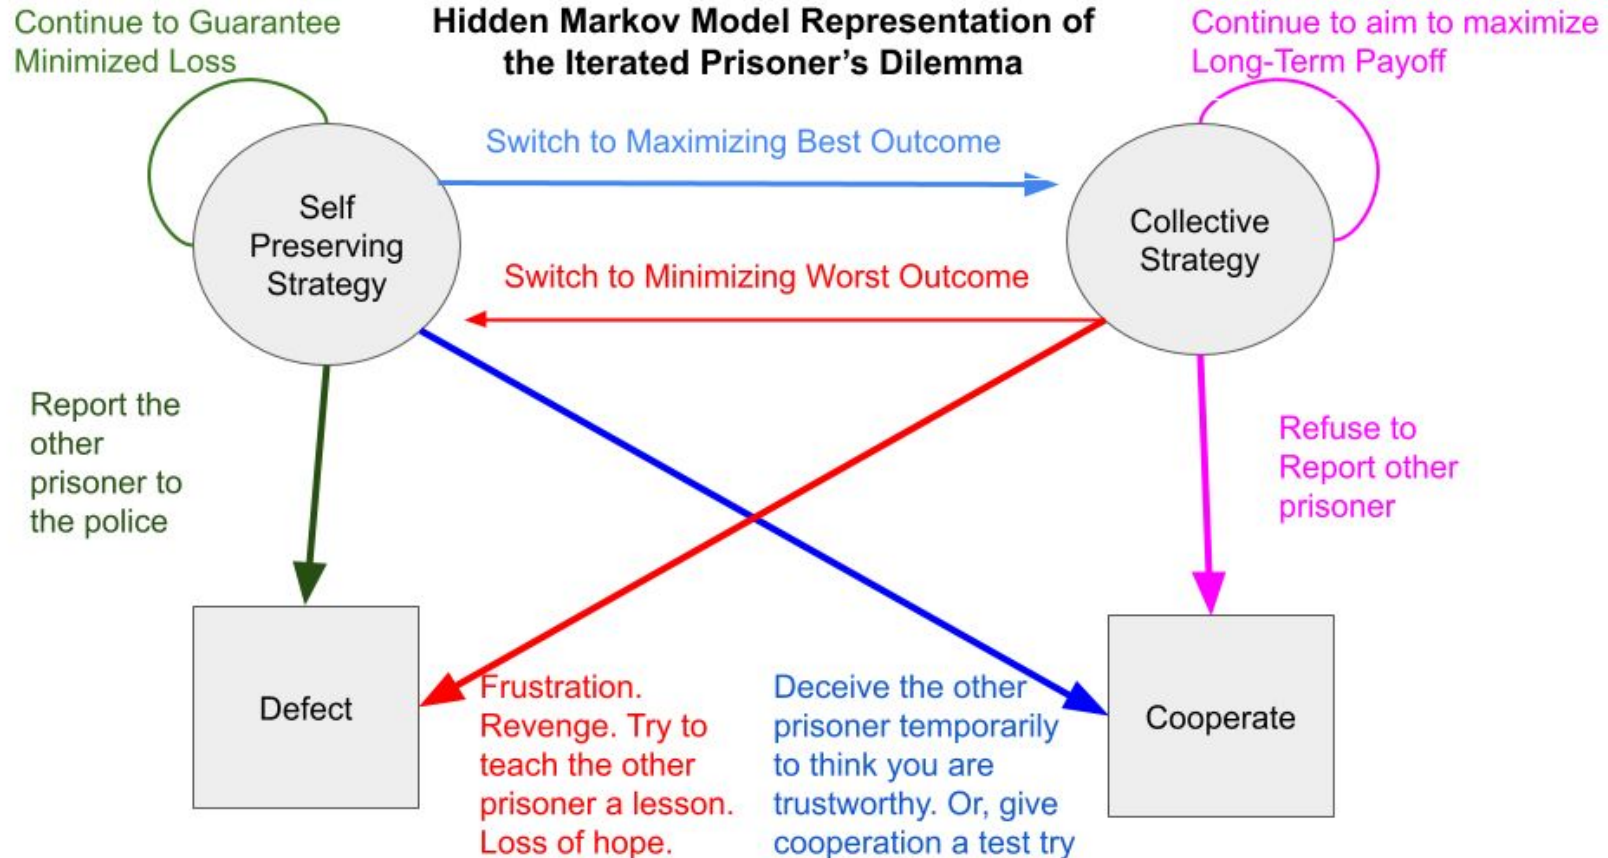 Continue to Guarantee
Minimized Loss
Hidden Markov Model Representation of
the Iterated Prisoner's Dilemma
Continue to aim to maximize
Long-Term Payoff
Switch to Maximizing Best Outcome
Self
Preserving
Strategy
Collective
Strategy
Switch to Minimizing Worst Outcome
Report the
other
prisoner to
the police
Refuse to
Report other
prisoner
Defect
Frustration.
Revenge. Try to
teach the other
prisoner a lesson.
Loss of hope.
Deceive the other
prisoner temporarily
to think you are
trustworthy. Or, give
cooperation a test try
Cooperate